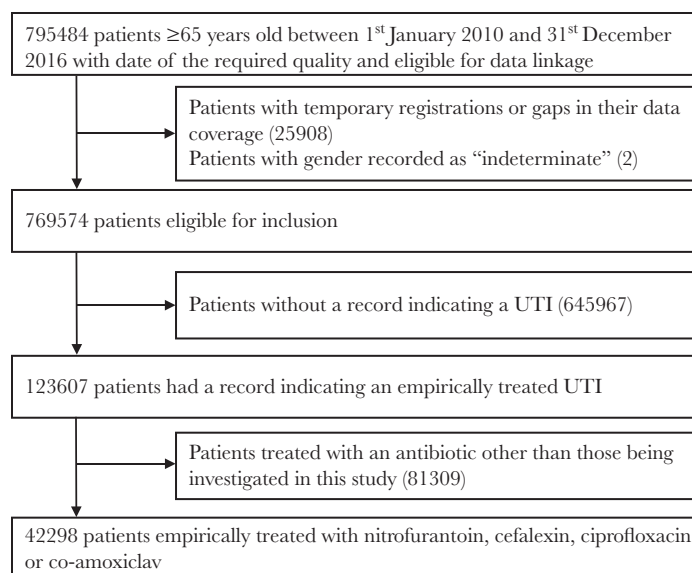 795484 patients ≥65 years old between 1st January 2010 and 31st December
2016 with date of the required quality and eligible for data linkage
Patients with temporary registrations or gaps in their data
coverage (25908)
Patients with gender recorded as “indeterminate” (2)
769574 patients eligible for inclusion
Patients without a record indicating a UTI (645967)
123607 patients had a record indicating an empirically treated UTI
Patients treated with an antibiotic other than those being
investigated in this study (81309)
42298 patients empirically treated with nitrofurantoin, cefalexin, ciprofloxacin
or co-amoxiclav